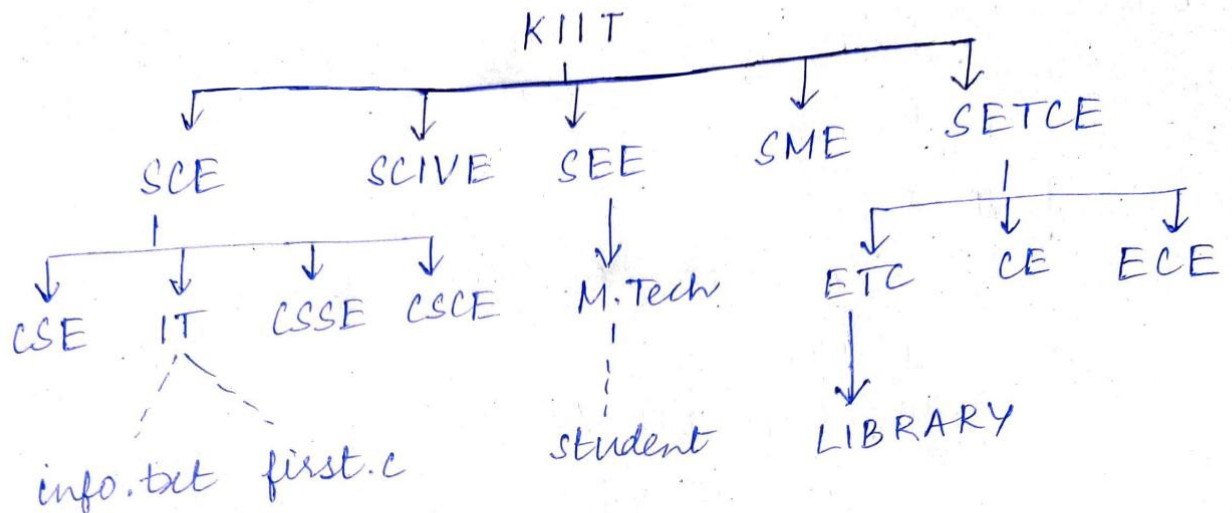 KIIT
SCE SCIVE SEE SME SETCE
CSE IT CSSE CSCE M.Tech ETC CE ECE
info.txt first.c student LIBRARY